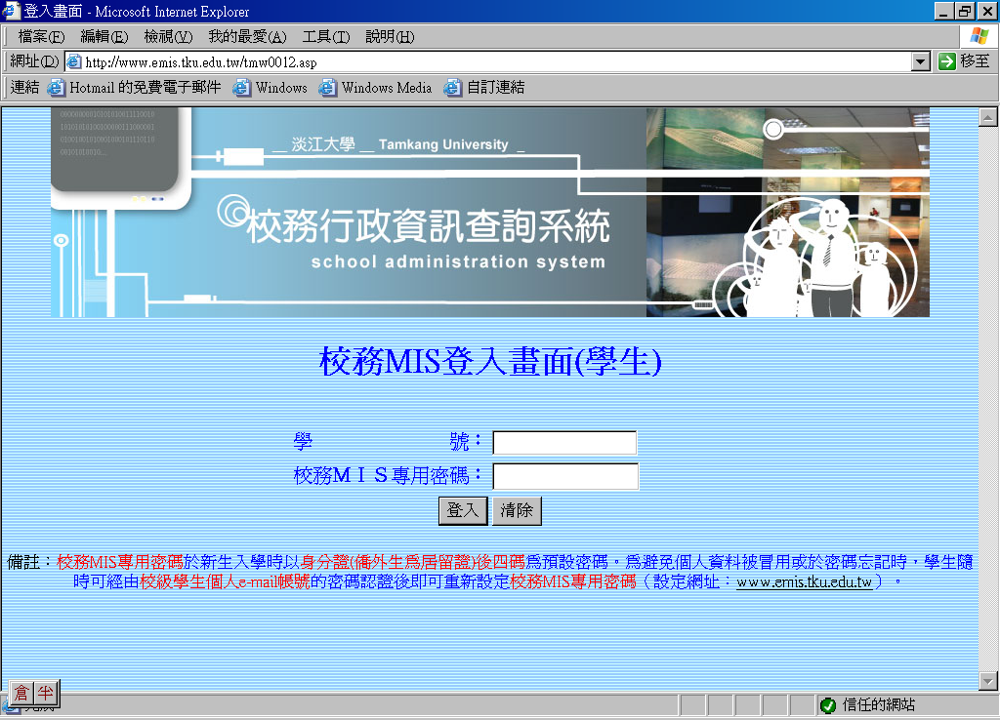 登入畫面 - Microsoft Internet Explorer
檔案(F) 編輯(E) 檢視(V) 我的最愛(A) 工具(T) 說明(H)
網址(D) http://www.emis.tku.edu.tw/tmw0012.asp 移至
連結 Hotmail 的免費電子郵件 Windows Windows Media 自訂連結
淡江大學 __ Tamkang University _
校務行政資訊查詢系統
school administration system
校務MIS登入畫面(學生)
學 號：
校務ＭＩＳ專用密碼：
登入 清除
備註：校務MIS專用密碼於新生入學時以身分證(僑外生為居留證)後四碼為預設密碼。為避免個人資料被冒用或於密碼忘記時，學生隨
時可經由校級學生個人e-mail帳號的密碼認證後即可重新設定校務MIS專用密碼（設定網址：www.emis.tku.edu.tw）。
倉 半
信任的網站